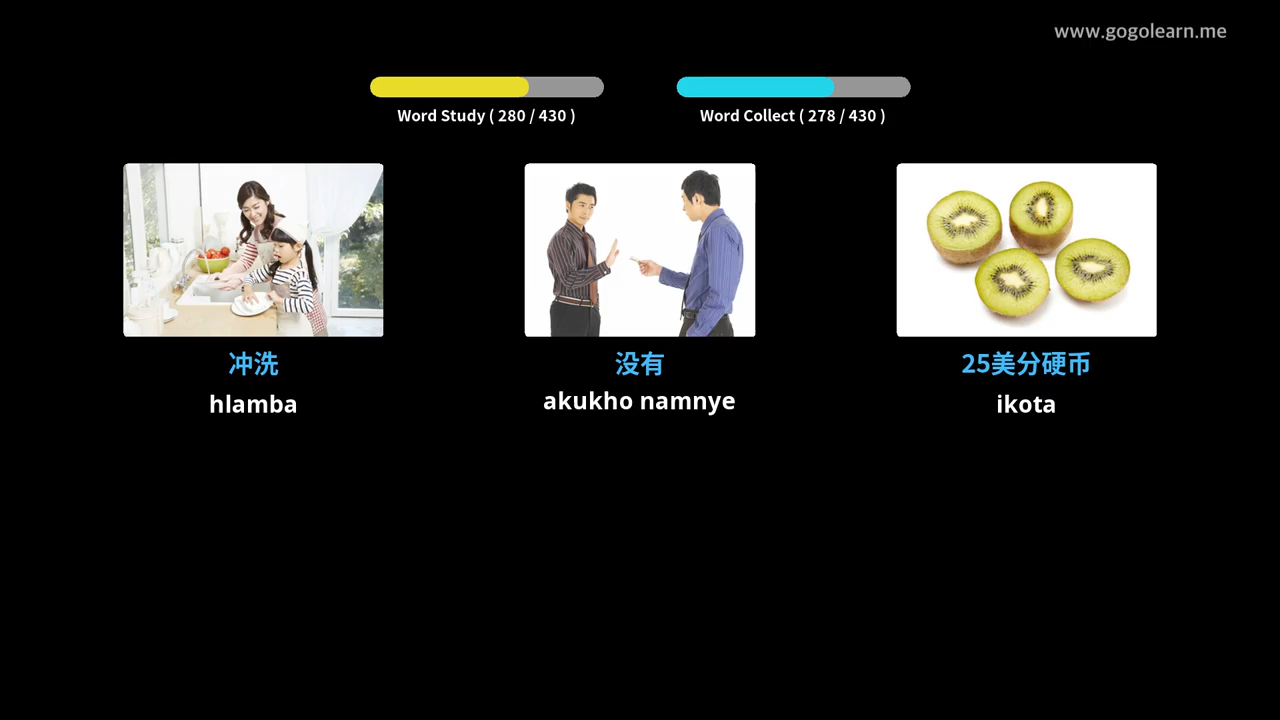 www.gogolearn.me
Word Study ( 280 / 430 )
Word Collect ( 278 / 430 )
冲洗
没有
25美分硬币
hlamba
akukho namnye
ikota